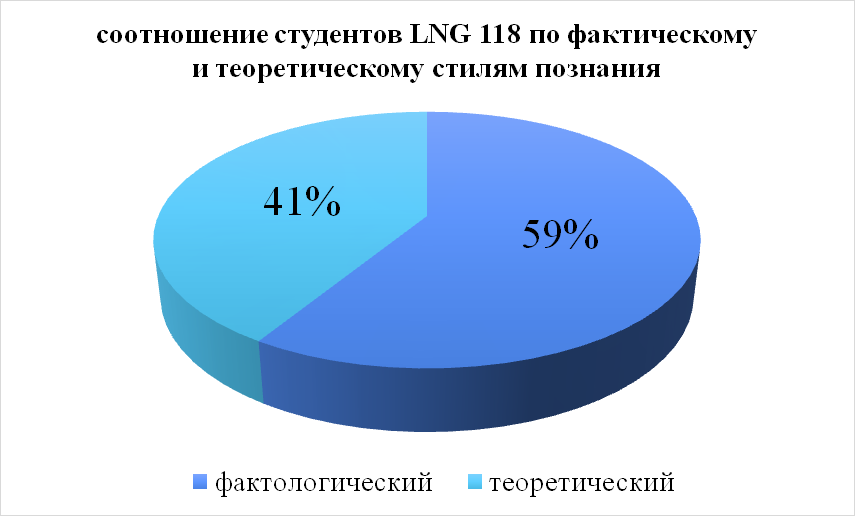 соотношение студентов LNG 118 по фактическому
и теоретическому стилям познания
41%
59%
фактологический
теоретический